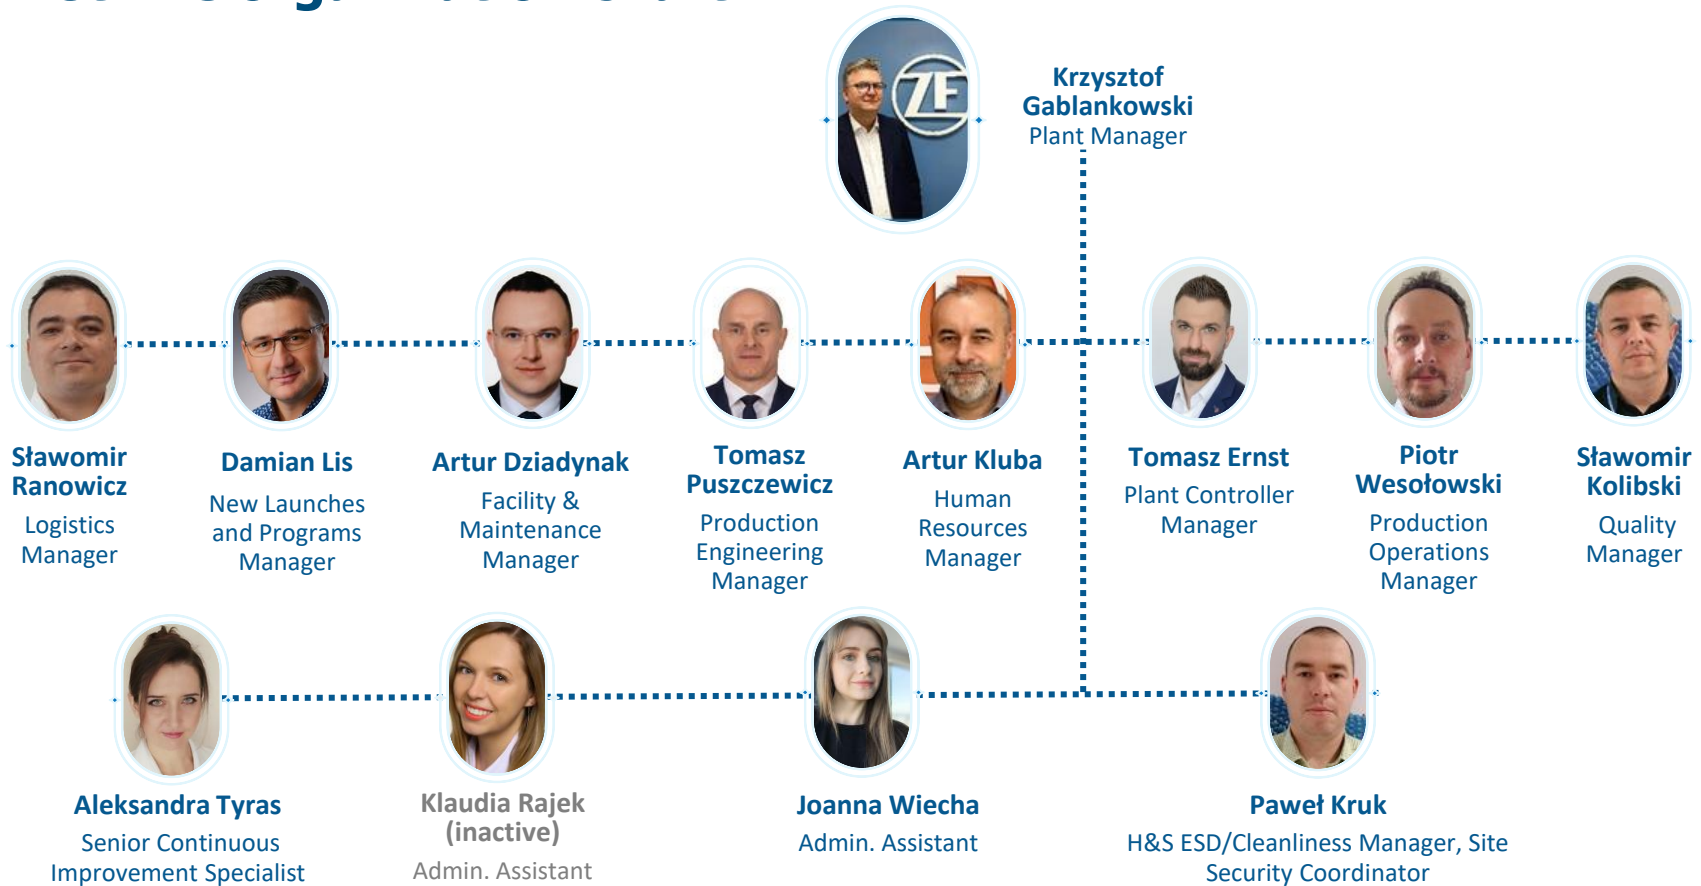 ZF
Krzysztof
Gablankowski
Plant Manager
Sławomir
Ranowicz
Logistics
Manager
Damian Lis
New Launches
and Programs
Manager
Artur Dziadynak
Facility &
Maintenance
Manager
Tomasz
Puszczewicz
Production
Engineering
Manager
Artur Kluba
Human
Resources
Manager
Tomasz Ernst
Plant Controller
Manager
Piotr
Wesołowski
Production
Operations
Manager
Sławomir
Kolibski
Quality
Manager
Aleksandra Tyras
Senior Continuous
Improvement Specialist
Klaudia Rajek
(inactive)
Admin. Assistant
Joanna Wiecha
Admin. Assistant
Paweł Kruk
H&S ESD/Cleanliness Manager, Site
Security Coordinator